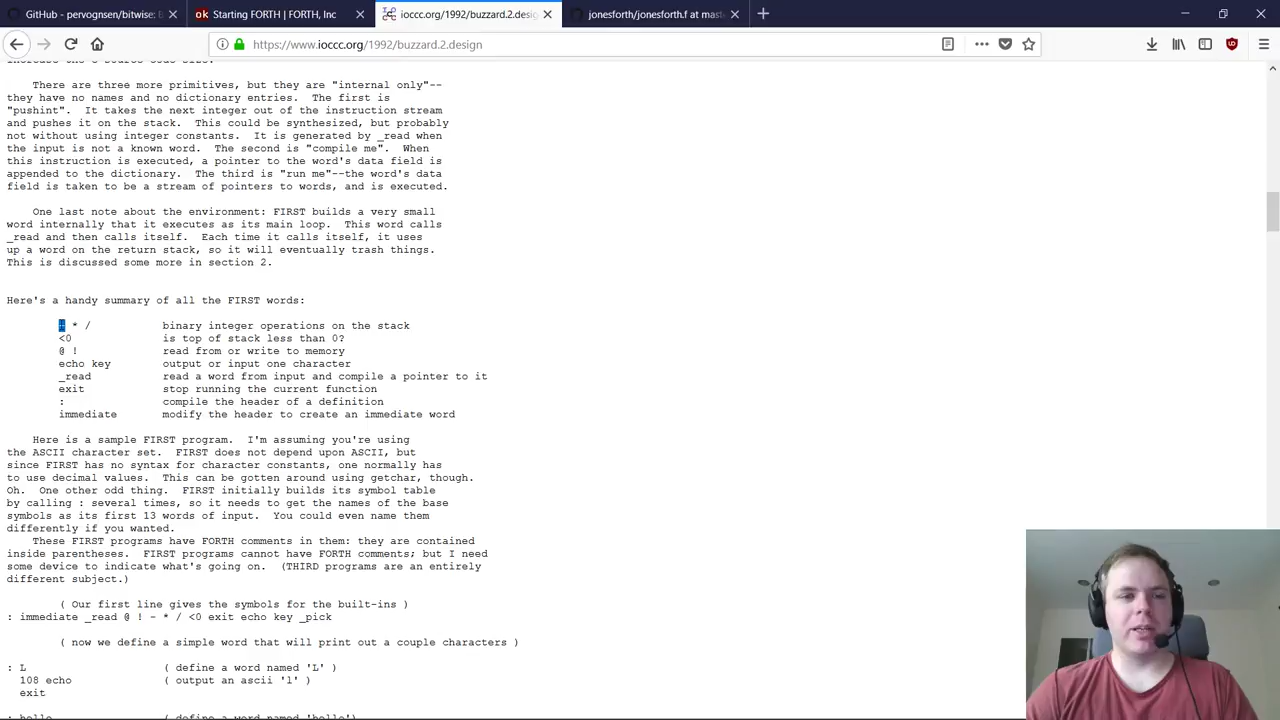 GitHub - pervognsen/bitwise: B
Starting FORTH | FORTH, Inc
ioccc.org/1992/buzzard.2.design
jonesforth/jonesforth.f at mast
https://www.ioccc.org/1992/buzzard.2.design
increase the C source code size.
There are three more primitives, but they are "internal only"--
they have no names and no dictionary entries. The first is
"pushint". It takes the next integer out of the instruction stream
and pushes it on the stack. This could be synthesized, but probably
not without using integer constants. It is generated by _read when
the input is not a known word. The second is "compile me". When
this instruction is executed, a pointer to the word's data field is
appended to the dictionary. The third is "run me"--the word's data
field is taken to be a stream of pointers to words, and is executed.
One last note about the environment: FIRST builds a very small
word internally that it executes as its main loop. This word calls
_read and then calls itself. Each time it calls itself, it uses
up a word on the return stack, so it will eventually trash things.
This is discussed some more in section 2.
Here's a handy summary of all the FIRST words:
* / binary integer operations on the stack
<0 is top of stack less than 0?
@ ! read from or write to memory
echo key output or input one character
_read read a word from input and compile a pointer to it
exit stop running the current function
: compile the header of a definition
immediate modify the header to create an immediate word
Here is a sample FIRST program. I'm assuming you're using
the ASCII character set. FIRST does not depend upon ASCII, but
since FIRST has no syntax for character constants, one normally has
to use decimal values. This can be gotten around using getchar, though.
Oh. One other odd thing. FIRST initially builds its symbol table
by calling : several times, so it needs to get the names of the base
symbols as its first 13 words of input. You could even name them
differently if you wanted.
These FIRST programs have FORTH comments in them: they are contained
inside parentheses. FIRST programs cannot have FORTH comments; but I need
some device to indicate what's going on. (THIRD programs are an entirely
different subject.)
( Our first line gives the symbols for the built-ins )
: immediate _read @ ! - * / <0 exit echo key _pick
( now we define a simple word that will print out a couple characters )
: L ( define a word named 'L' )
108 echo ( output an ascii 'l' )
exit
: hello ( define a word named 'hello')